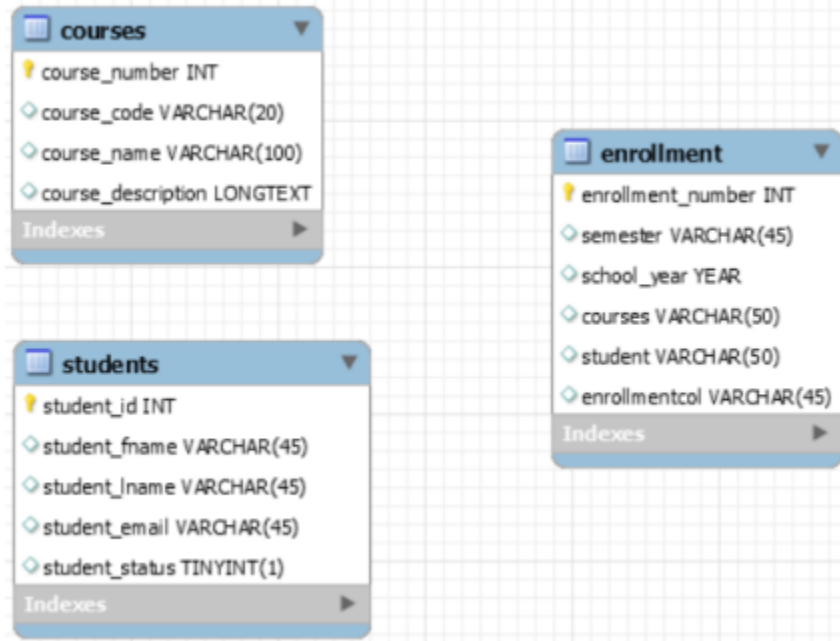 courses
course_number INT
course_code VARCHAR(20)
course_name VARCHAR(100)
course_description LONGTEXT
Indexes
enrollment
enrollment_number INT
semester VARCHAR(45)
school_year YEAR
courses VARCHAR(50)
student VARCHAR(50)
enrollmentcol VARCHAR(45)
Indexes
students
student_id INT
student_fname VARCHAR(45)
student_lname VARCHAR(45)
student_email VARCHAR(45)
student_status TINYINT(1)
Indexes